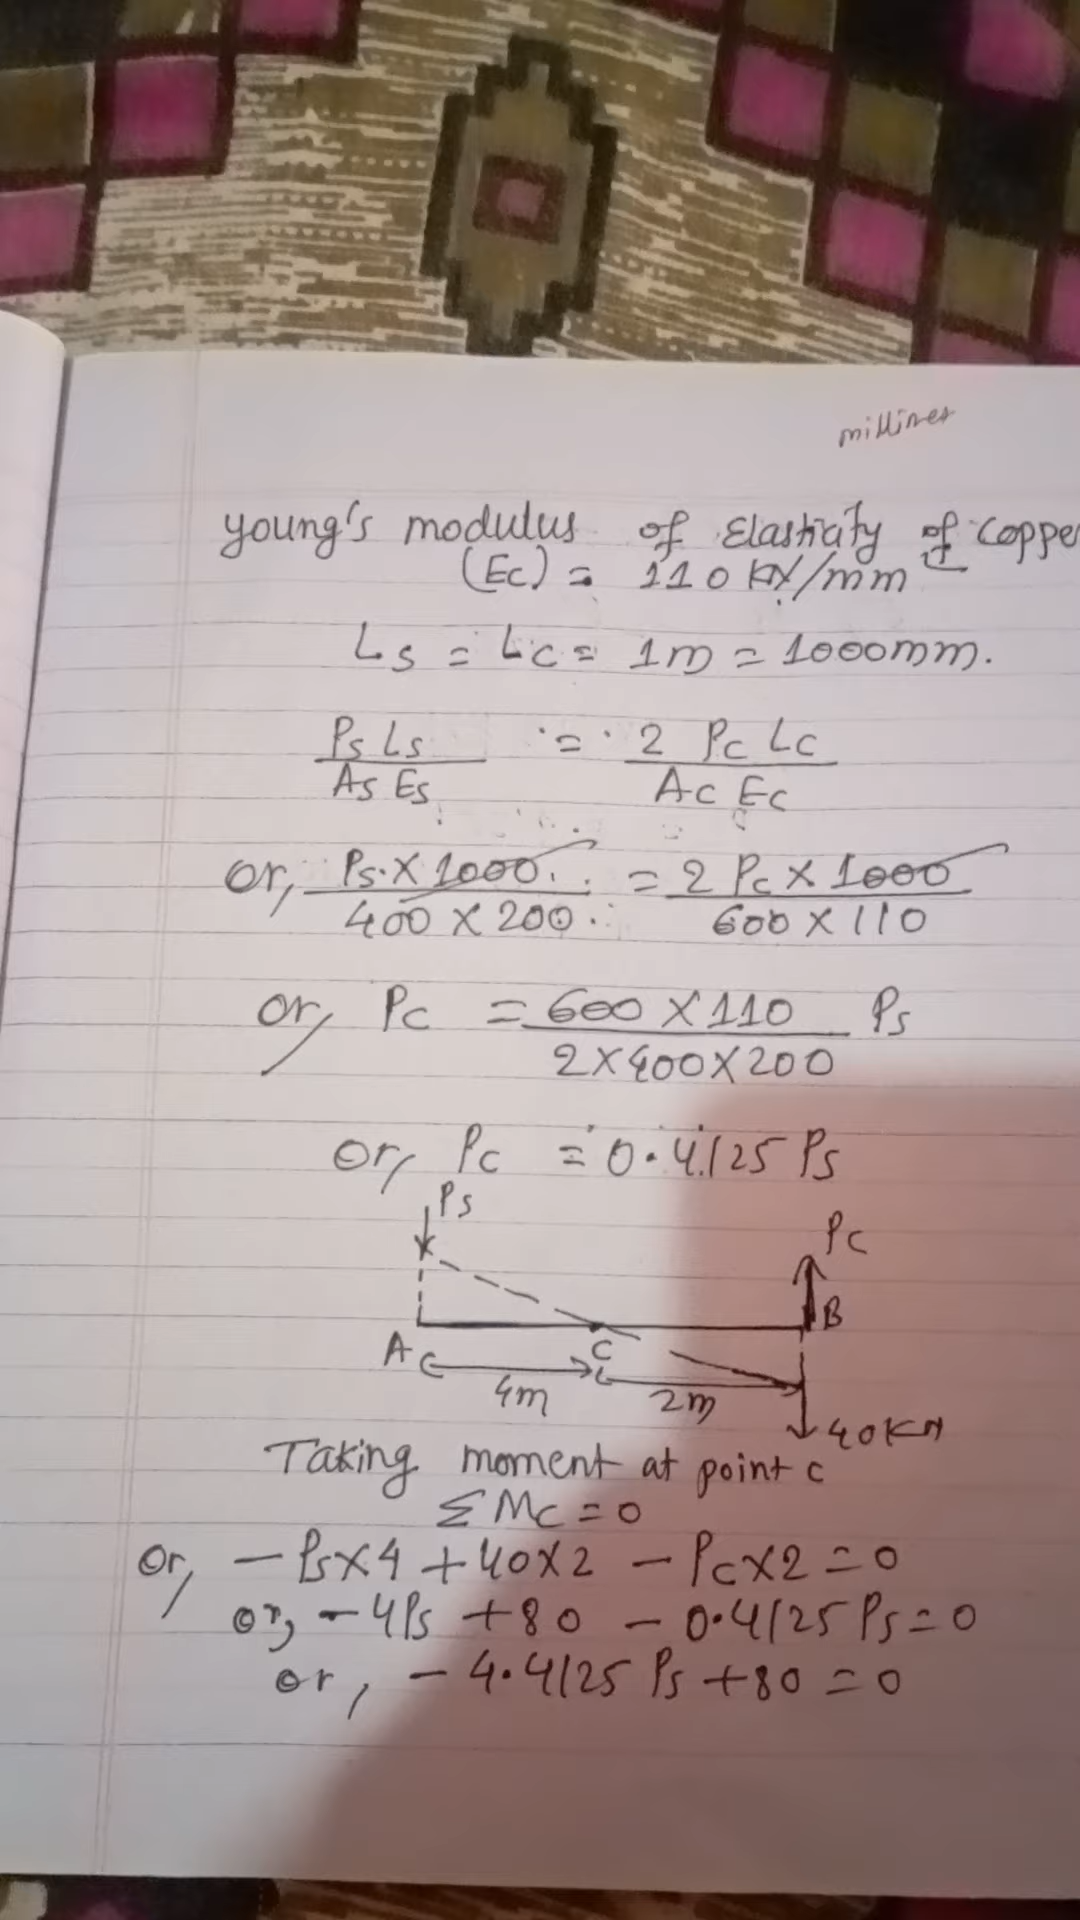 milliner
young's modulus of Elasticity of Copper
(Ec) = 110 KN/mm²
Ls = Lc = 1m = 1000mm.
Ps Ls / As Es = 2 Pc Lc / Ac Ec
or, Ps × 1000 / 400 × 200 = 2 Pc × 1000 / 600 × 110
or, Pc = 600 × 110 / 2×400×200 Ps
or, Pc = 0.4125 Ps
Ps
Pc
A C B
4m 2m
40KN
Taking moment at point c
ΣMc = 0
or, - Ps×4 + 40×2 - Pc×2 = 0
or, - 4Ps + 80 - 0.4125 Ps = 0
or, - 4.4125 Ps + 80 = 0